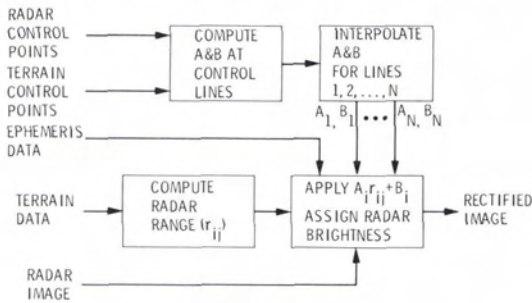 RADAR
CONTROL
POINTS
TERRAIN
CONTROL
POINTS
EPHEMERIS
DATA
COMPUTE
A&B AT
CONTROL
LINES
INTERPOLATE
A&B
FOR LINES
1, 2, ..., N
A1, B1 ••• AN, BN
TERRAIN
DATA
COMPUTE
RADAR
RANGE (rij)
APPLY Airij+Bi
ASSIGN RADAR
BRIGHTNESS
RECTIFIED
IMAGE
RADAR
IMAGE